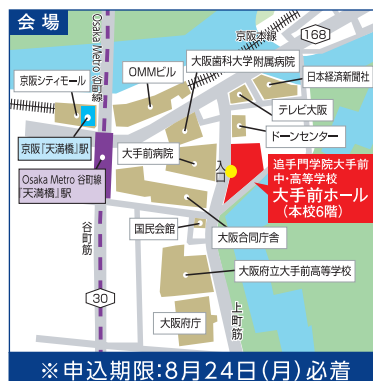 会場
Osaka Metro 谷町線
京阪本線
168
京阪シティモール
OMMビル
大阪歯科大学附属病院
日本経済新聞社
テレビ大阪
ドーンセンター
京阪『天満橋』駅
大手前病院
入口
追手門学院大手前
中・高等学校
大手前ホール
(本校6階)
Osaka Metro 谷町線
『天満橋』駅
谷町筋
国民会館
大阪合同庁舎
大阪府立大手前高等学校
30
上町筋
大阪府庁
※申込期限:8月24日(月)必着